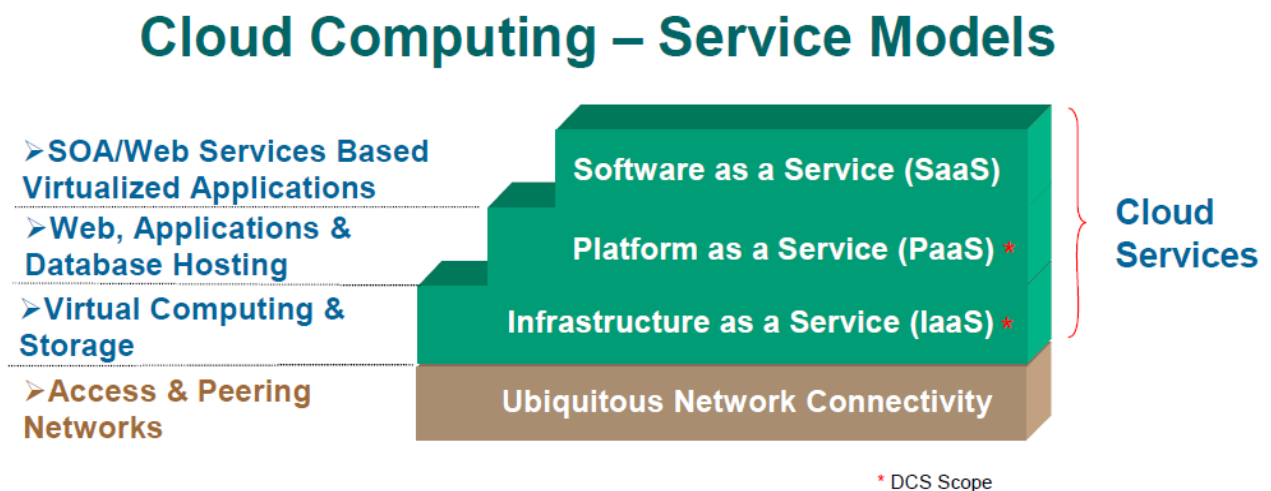 Cloud Computing – Service Models
➢SOA/Web Services Based
Virtualized Applications
➢Web, Applications &
Database Hosting
➢Virtual Computing &
Storage
➢Access & Peering
Networks
Software as a Service (SaaS)
Platform as a Service (PaaS) *
Infrastructure as a Service (IaaS) *
Ubiquitous Network Connectivity
Cloud
Services
* DCS Scope